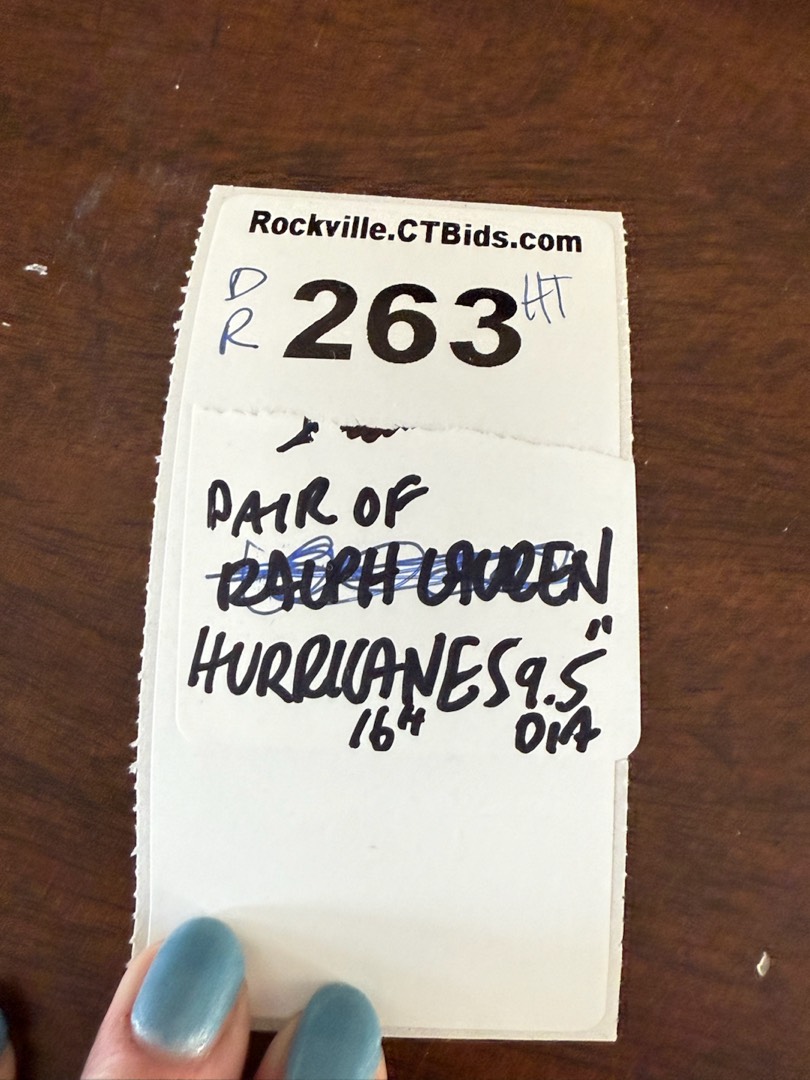 Rockville.CTBids.com
D
R
263 HT
PAIR OF
RALPH LAUREN
HURRICANES 9.5"
16" DIA